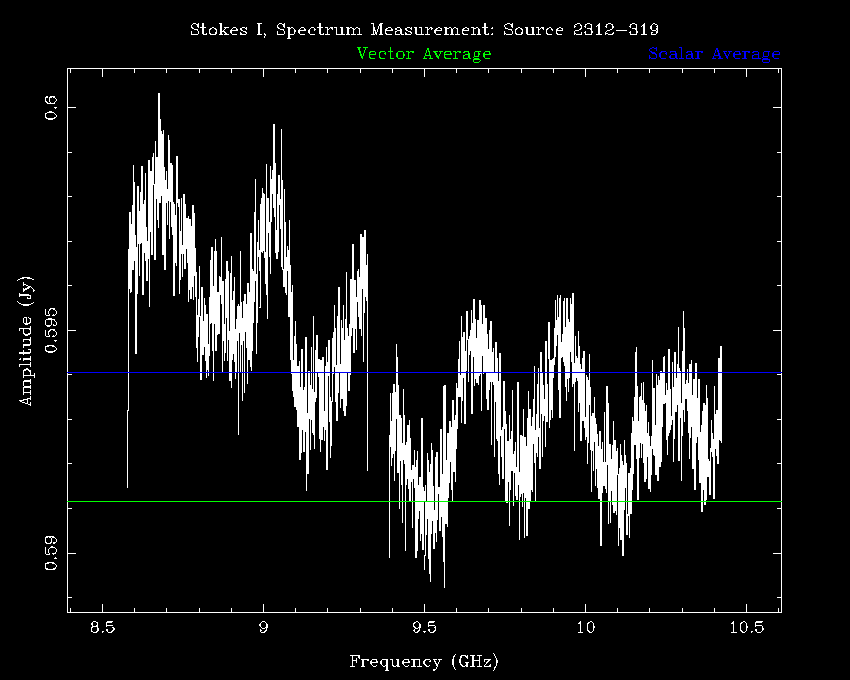 Stokes I, Spectrum Measurement: Source 2312−319
Vector Average Scalar Average
0.6
0.595
0.59
Amplitude (Jy)
8.5 9 9.5 10 10.5
Frequency (GHz)